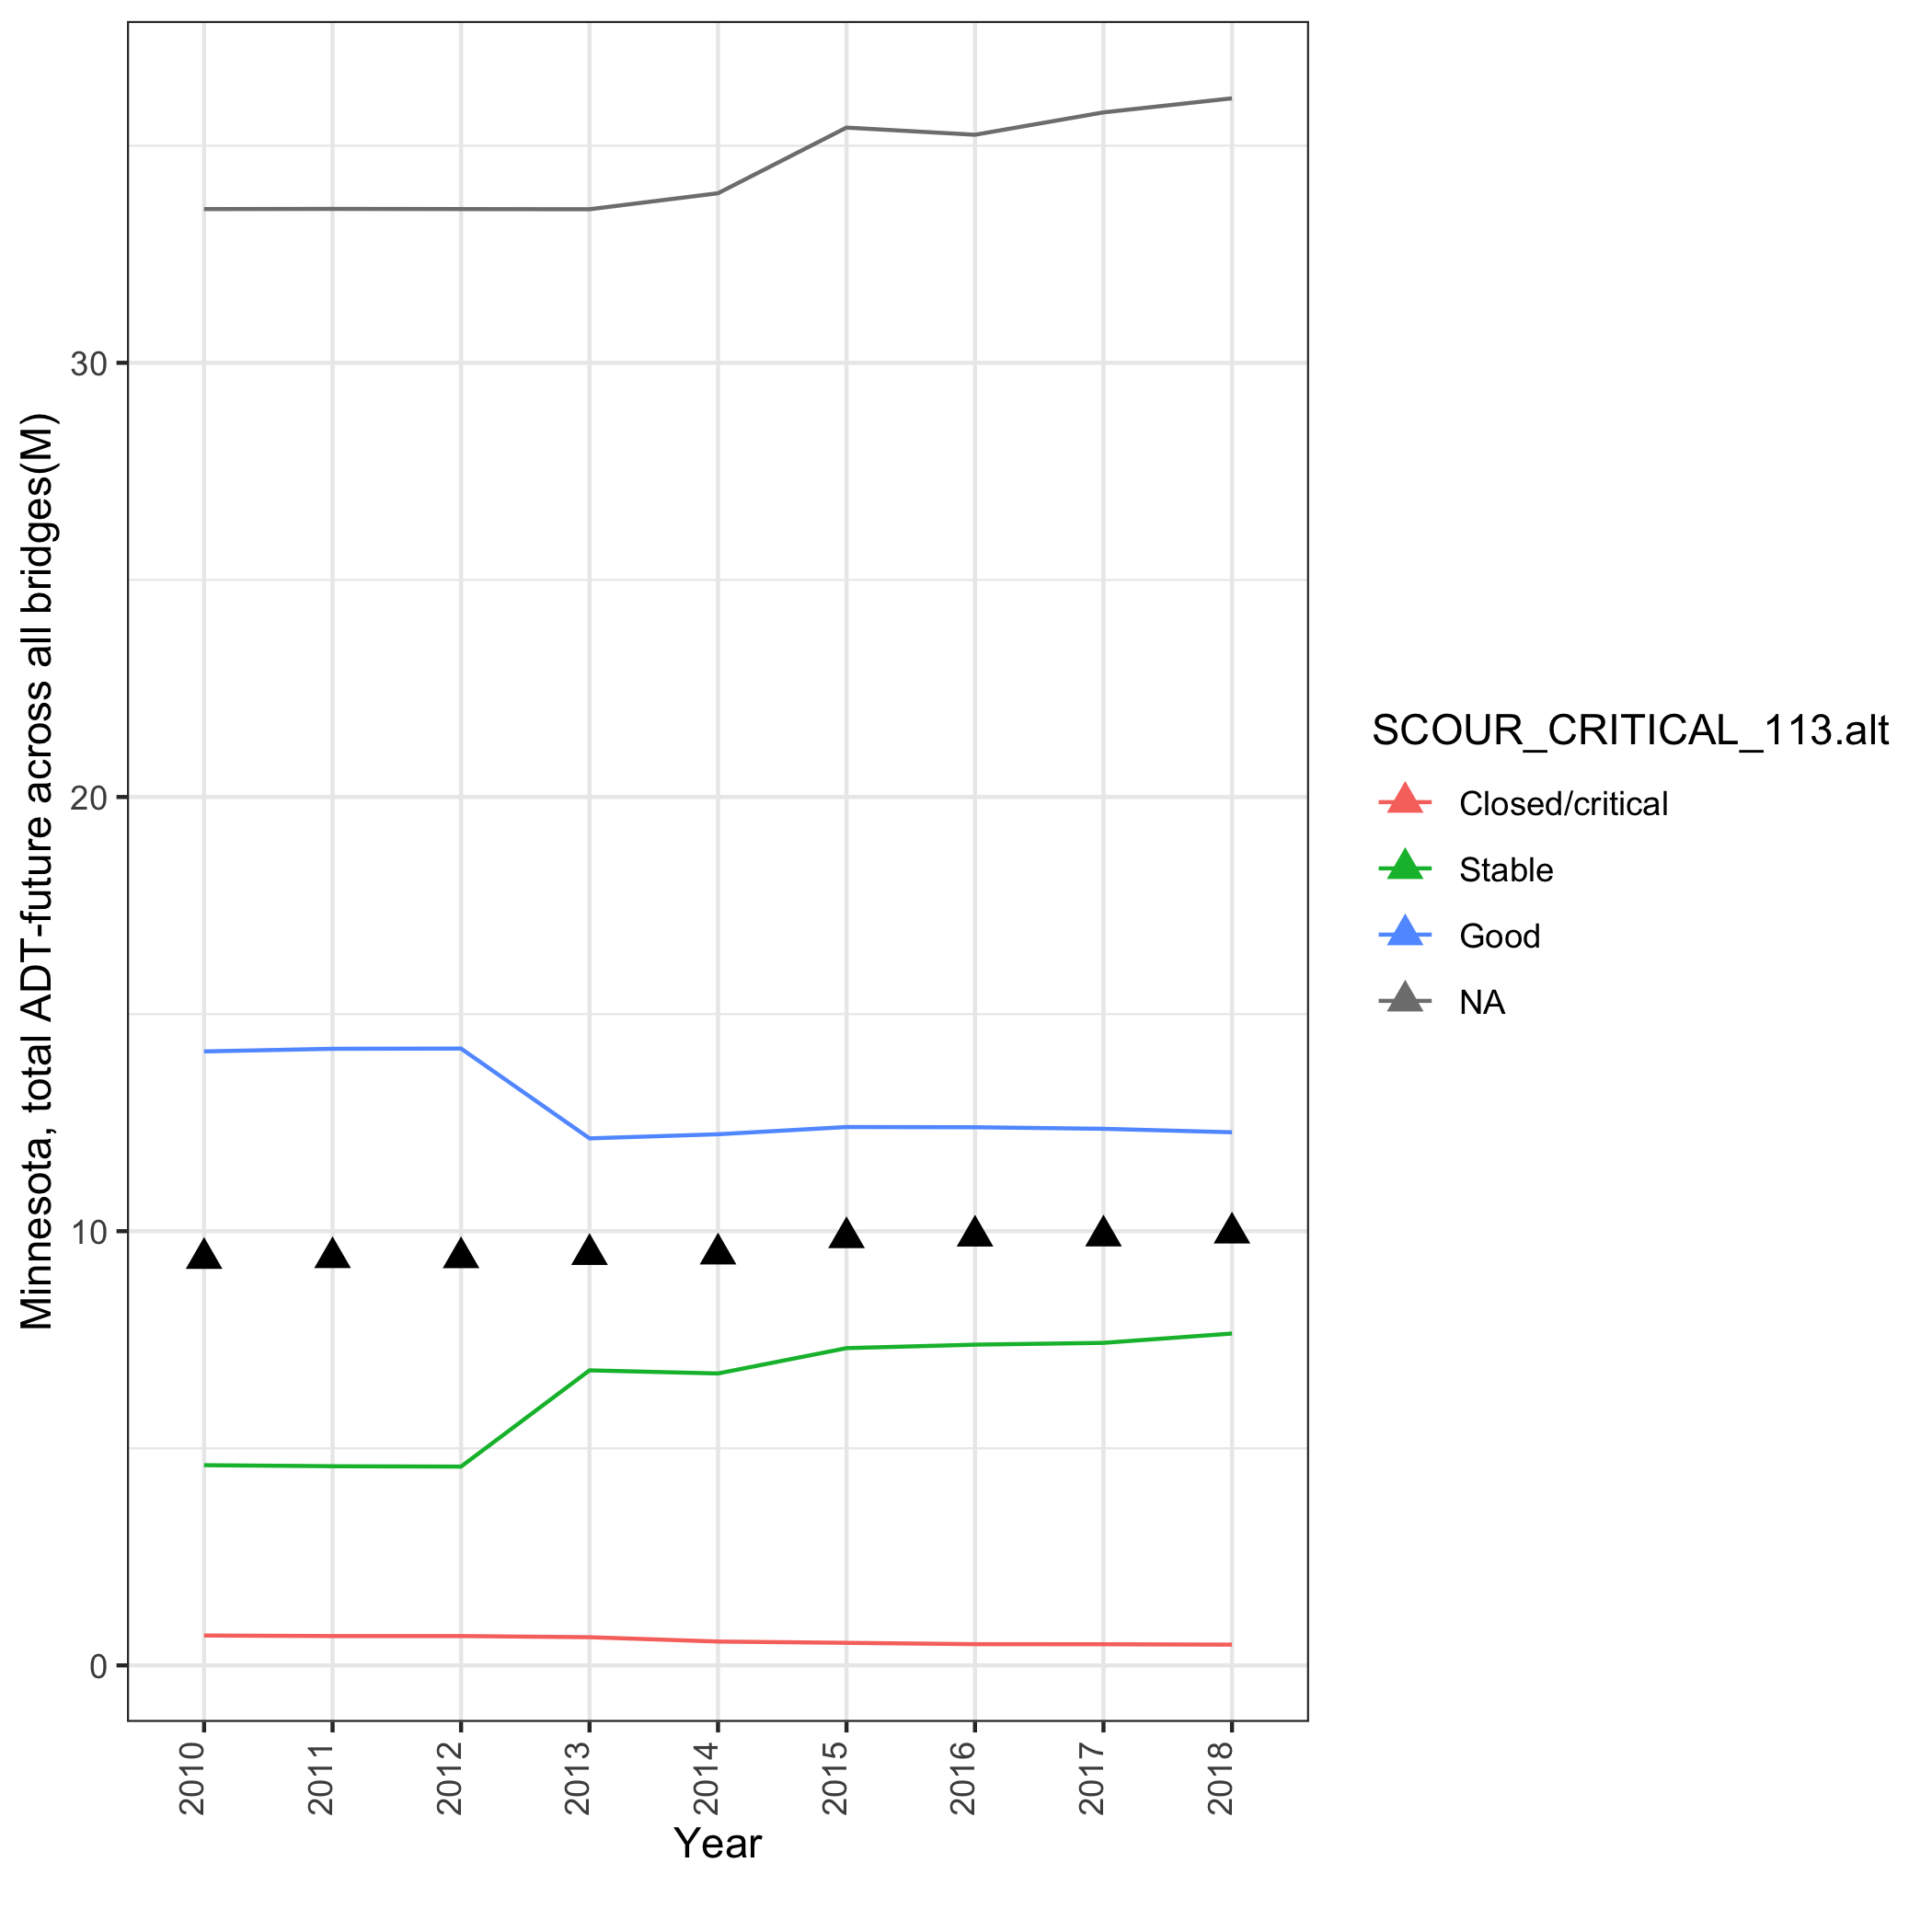 Minnesota, total ADT-future across all bridges(M)
30
20
10
0
2010
2011
2012
2013
2014
2015
2016
2017
2018
Year
SCOUR_CRITICAL_113.alt
Closed/critical
Stable
Good
NA